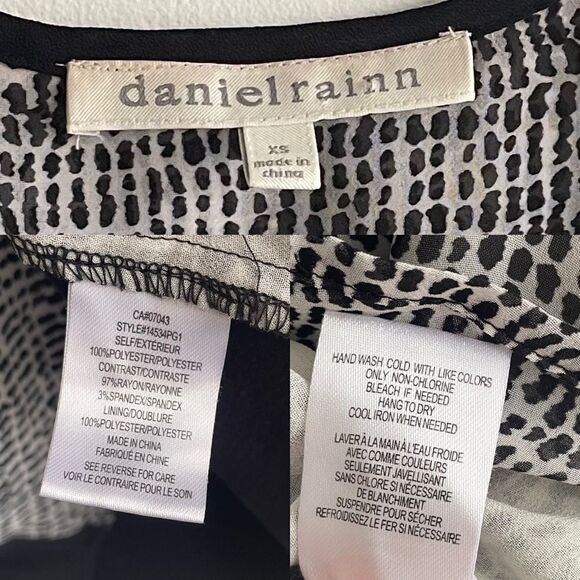 danielrainn
XS
made in
china
CA#07043
STYLE#14534PG1
SELF/EXTÉRIEUR
100%POLYESTER/POLYESTER
CONTRAST/CONTRASTE
97%RAYON/RAYONNE
3%SPANDEX/SPANDEX
LINING/DOUBLURE
100%POLYESTER/POLYESTER
MADE IN CHINA
FABRIQUÉ EN CHINE
SEE REVERSE FOR CARE
VOIR LE CONTRAIRE POUR LE SOIN
HAND WASH COLD WITH LIKE COLORS
ONLY NON-CHLORINE
BLEACH IF NEEDED
HANG TO DRY
COOL IRON WHEN NEEDED
LAVER À LA MAIN À L'EAU FROIDE
AVEC COMME COULEURS
SEULEMENT JAVELLISANT
SANS CHLORE SI NÉCESSAIRE
DE BLANCHIMENT
SUSPENDRE POUR SÉCHER
REFROIDISSEZ LE FER SI NÉCESSAIRE